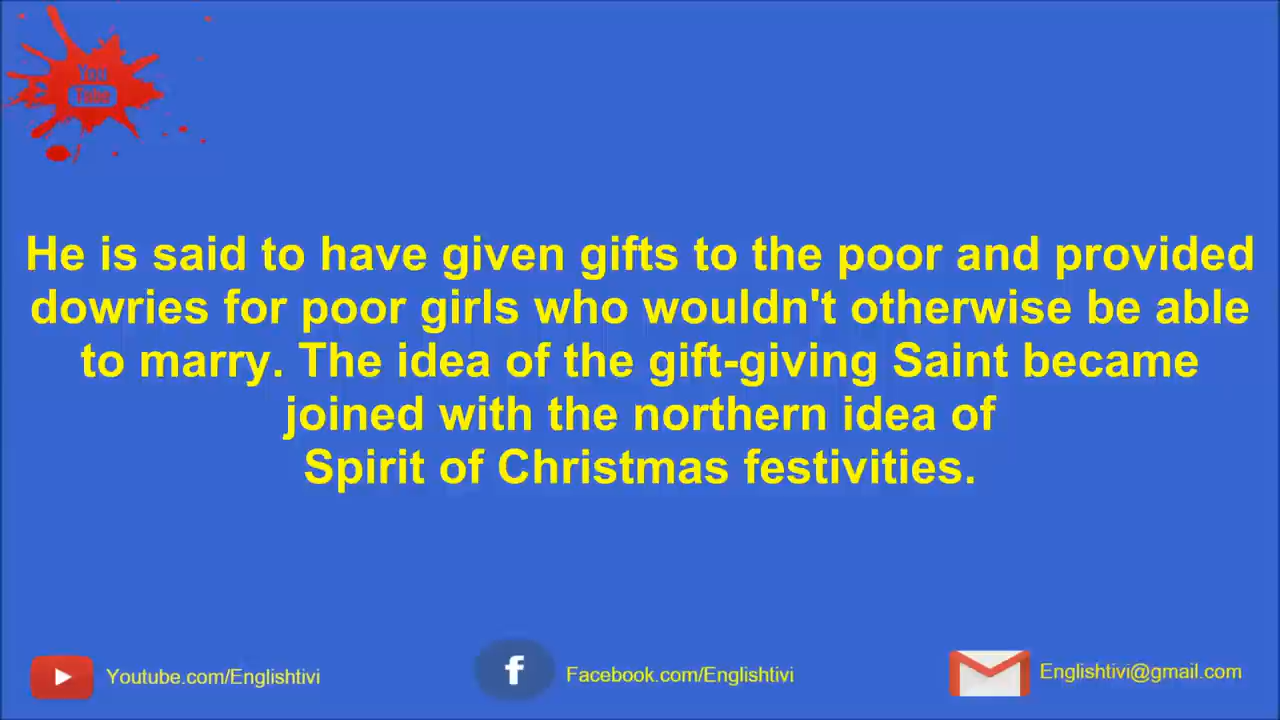 You
Tube
He is said to have given gifts to the poor and provided
dowries for poor girls who wouldn't otherwise be able
to marry. The idea of the gift-giving Saint became
joined with the northern idea of
Spirit of Christmas festivities.
Youtube.com/Englishtivi
f
Facebook.com/Englishtivi
Englishtivi@gmail.com